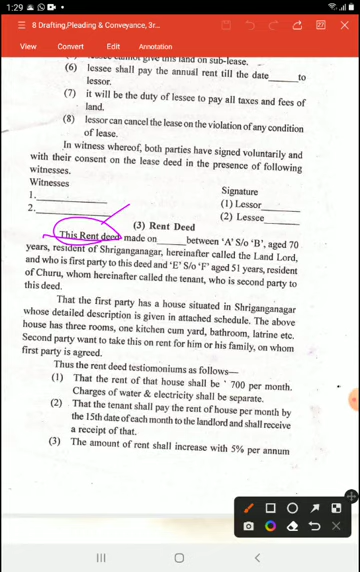 1:29
8 Drafting,Pleading & Conveyance, 3r...
View Convert Edit Annotation
lessee cannot give this land on sub-lease.
(6) lessee shall pay the annual rent till the date_____to
lessor.
(7) it will be the duty of lessee to pay all taxes and fees of
land.
(8) lessor can cancel the lease on the violation of any condition
of lease.
In witness whereof, both parties have signed voluntarily and
with their consent on the lease deed in the presence of following
witnesses.
Witnesses Signature
1. (1) Lessor
2. (2) Lessee
(3) Rent Deed
This Rent deed made on_____between 'A' S/o 'B', aged 70
years, resident of Shriganganagar, hereinafter called the Land Lord,
and who is first party to this deed and 'E' S/o 'F' aged 51 years, resident
of Churu, whom hereinafter called the tenant, who is second party to
this deed.
That the first party has a house situated in Shriganganagar
whose detailed description is given in attached schedule. The above
house has three rooms, one kitchen cum yard, bathroom, latrine etc.
Second party want to take this on rent for him or his family, on whom
first party is agreed.
Thus the rent deed testimoniums as follows—
(1) That the rent of that house shall be ` 700 per month.
Charges of water & electricity shall be separate.
(2) That the tenant shall pay the rent of house per month by
the 15th date of each month to the landlord and shall receive
a receipt of that.
(3) The amount of rent shall increase with 5% per annum